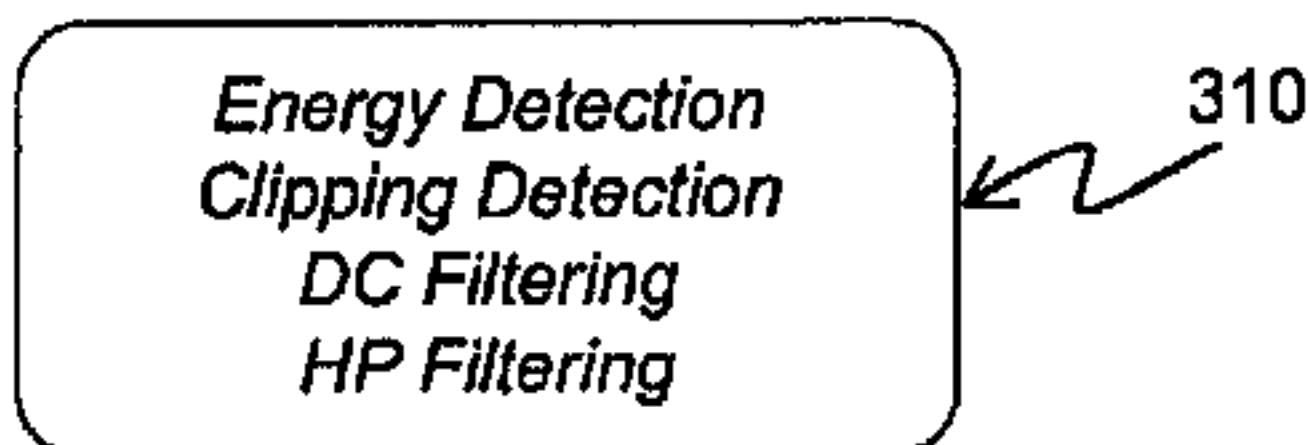 Energy Detection
Clipping Detection
DC Filtering
HP Filtering
310